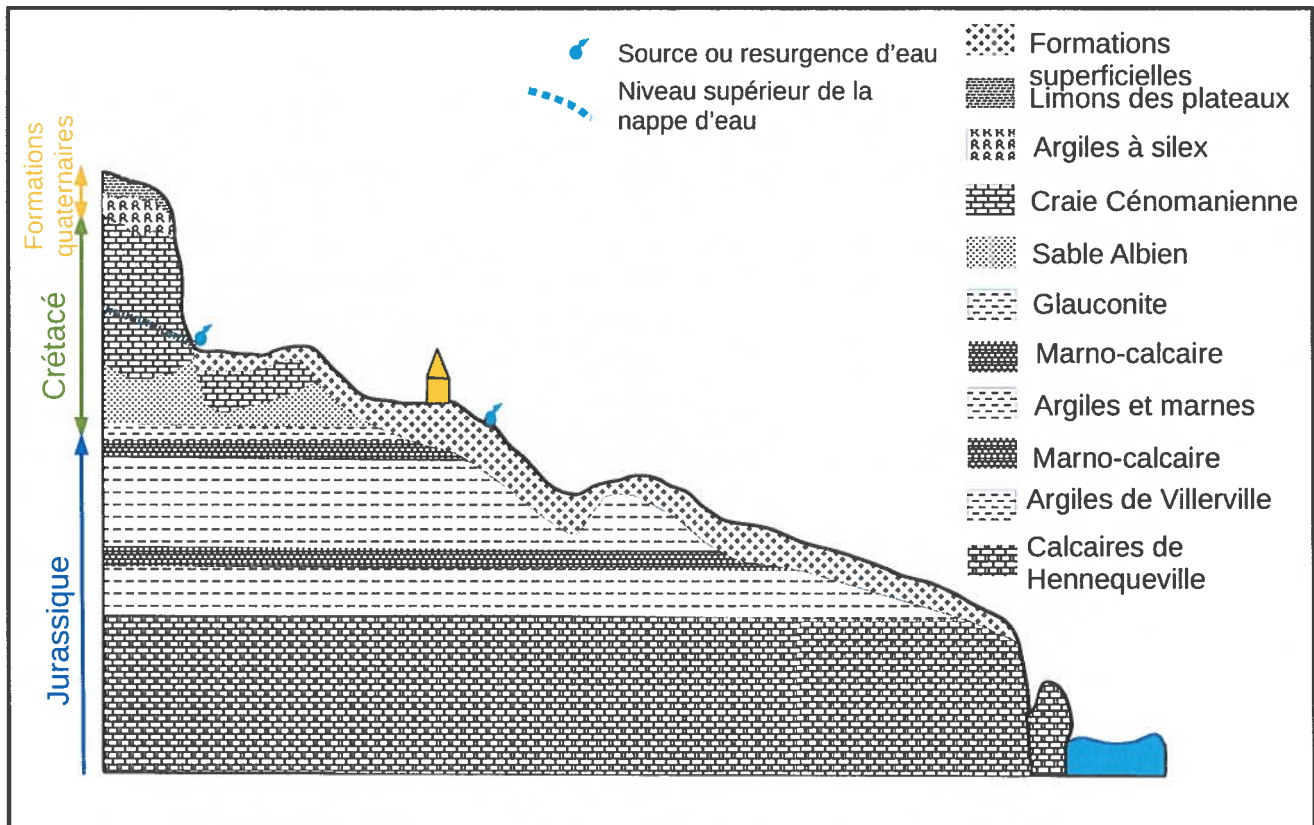 Source ou resurgence d'eau
Niveau supérieur de la
nappe d'eau
Formations
superficielles
Limons des plateaux
Argiles à silex
Craie Cénomanienne
Sable Albien
Glauconite
Marno-calcaire
Argiles et marnes
Marno-calcaire
Argiles de Villerville
Calcaires de
Hennequeville
Formations
quaternaires
Crétacé
Jurassique